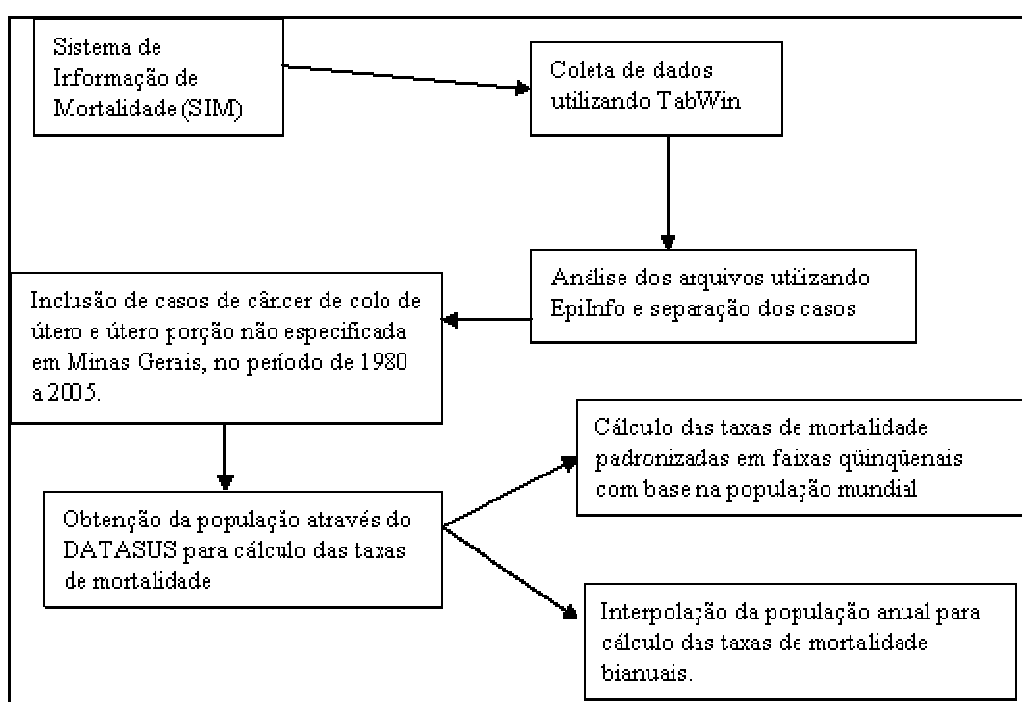 Sistema de
Informação de
Mortalidade (SIM)
Coleta de dados
utilizando TabWin
Análise dos arquivos utilizando
EpiInfo e separação dos casos
Inclusão de casos de câncer de colo de
útero e útero porção não especificada
em Minas Gerais, no período de 1980
a 2005.
Obtenção da população através do
DATASUS para cálculo das taxas
de mortalidade
Cálculo das taxas de mortalidade
padronizadas em faixas qüinqüenais
com base na população mundial
Interpolação da população anual para
cálculo das taxas de mortalidade
bianuais.